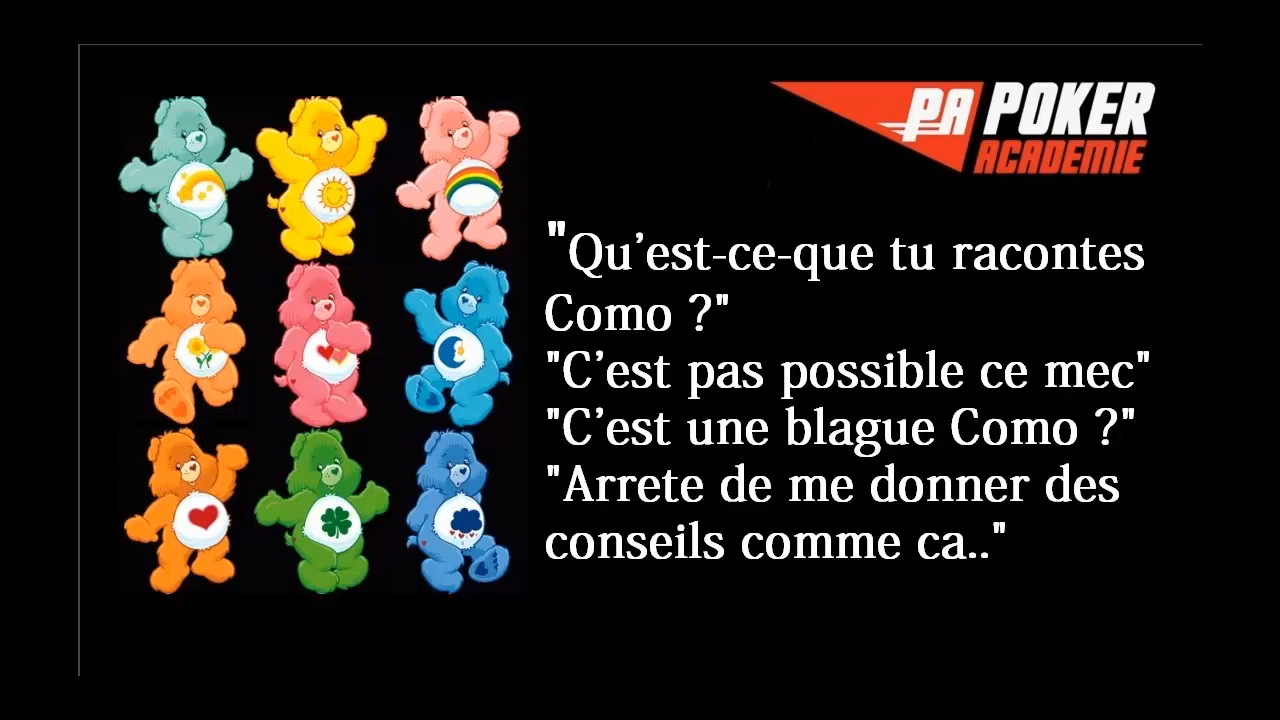 PA POKER
ACADEMIE
"Qu’est-ce-que tu racontes
Como ?"
"C’est pas possible ce mec"
"C’est une blague Como ?"
"Arrete de me donner des
conseils comme ca.."